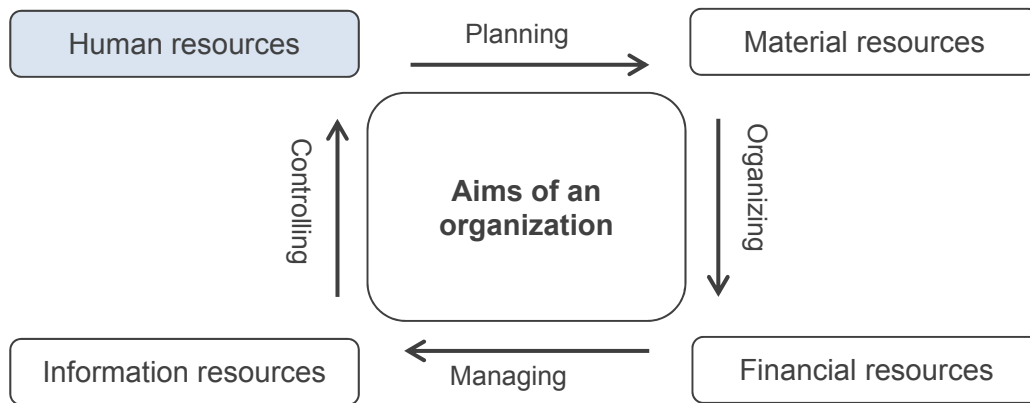 Human resources
Planning
Material resources
Controlling
Aims of an
organization
Organizing
Information resources
Managing
Financial resources